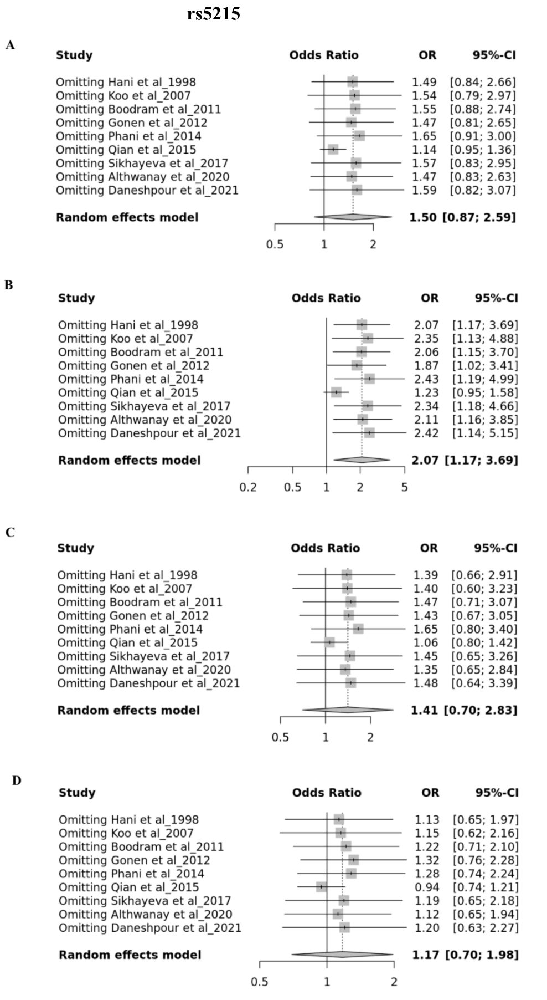 rs5215
A
Study Odds Ratio OR 95%-CI
Omitting Hani et al_1998 1.49 [0.84; 2.66]
Omitting Koo et al_2007 1.54 [0.79; 2.97]
Omitting Boodram et al_2011 1.55 [0.88; 2.74]
Omitting Gonen et al_2012 1.47 [0.81; 2.65]
Omitting Phani et al_2014 1.65 [0.91; 3.00]
Omitting Qian et al_2015 1.14 [0.95; 1.36]
Omitting Sikhayeva et al_2017 1.57 [0.83; 2.95]
Omitting Althwanay et al_2020 1.47 [0.83; 2.63]
Omitting Daneshpour et al_2021 1.59 [0.82; 3.07]
Random effects model 1.50 [0.87; 2.59]
0.5 1 2
B
Study Odds Ratio OR 95%-CI
Omitting Hani et al_1998 2.07 [1.17; 3.69]
Omitting Koo et al_2007 2.35 [1.13; 4.88]
Omitting Boodram et al_2011 2.06 [1.15; 3.70]
Omitting Gonen et al_2012 1.87 [1.02; 3.41]
Omitting Phani et al_2014 2.43 [1.19; 4.99]
Omitting Qian et al_2015 1.23 [0.95; 1.58]
Omitting Sikhayeva et al_2017 2.34 [1.18; 4.66]
Omitting Althwanay et al_2020 2.11 [1.16; 3.85]
Omitting Daneshpour et al_2021 2.42 [1.14; 5.15]
Random effects model 2.07 [1.17; 3.69]
0.2 0.5 1 2 5
C
Study Odds Ratio OR 95%-CI
Omitting Hani et al_1998 1.39 [0.66; 2.91]
Omitting Koo et al_2007 1.40 [0.60; 3.23]
Omitting Boodram et al_2011 1.47 [0.71; 3.07]
Omitting Gonen et al_2012 1.43 [0.67; 3.05]
Omitting Phani et al_2014 1.65 [0.80; 3.40]
Omitting Qian et al_2015 1.06 [0.80; 1.42]
Omitting Sikhayeva et al_2017 1.45 [0.65; 3.26]
Omitting Althwanay et al_2020 1.35 [0.65; 2.84]
Omitting Daneshpour et al_2021 1.48 [0.64; 3.39]
Random effects model 1.41 [0.70; 2.83]
0.5 1 2
D
Study Odds Ratio OR 95%-CI
Omitting Hani et al_1998 1.13 [0.65; 1.97]
Omitting Koo et al_2007 1.15 [0.62; 2.16]
Omitting Boodram et al_2011 1.22 [0.71; 2.10]
Omitting Gonen et al_2012 1.32 [0.76; 2.28]
Omitting Phani et al_2014 1.28 [0.74; 2.24]
Omitting Qian et al_2015 0.94 [0.74; 1.21]
Omitting Sikhayeva et al_2017 1.19 [0.65; 2.18]
Omitting Althwanay et al_2020 1.12 [0.65; 1.94]
Omitting Daneshpour et al_2021 1.20 [0.63; 2.27]
Random effects model 1.17 [0.70; 1.98]
0.5 1 2